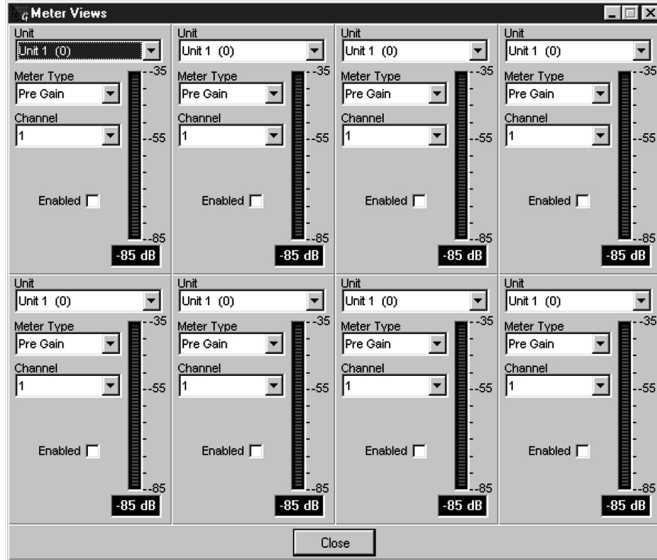 G Meter Views
Unit
Unit 1 (0)
Meter Type
Pre Gain
Channel
1
Enabled
-35
-55
-85
-85 dB
Unit
Unit 1 (0)
Meter Type
Pre Gain
Channel
1
Enabled
-35
-55
-85
-85 dB
Unit
Unit 1 (0)
Meter Type
Pre Gain
Channel
1
Enabled
-35
-55
-85
-85 dB
Unit
Unit 1 (0)
Meter Type
Pre Gain
Channel
1
Enabled
-35
-55
-85
-85 dB
Unit
Unit 1 (0)
Meter Type
Pre Gain
Channel
1
Enabled
-35
-55
-85
-85 dB
Unit
Unit 1 (0)
Meter Type
Pre Gain
Channel
1
Enabled
-35
-55
-85
-85 dB
Unit
Unit 1 (0)
Meter Type
Pre Gain
Channel
1
Enabled
-35
-55
-85
-85 dB
Unit
Unit 1 (0)
Meter Type
Pre Gain
Channel
1
Enabled
-35
-55
-85
-85 dB
Close